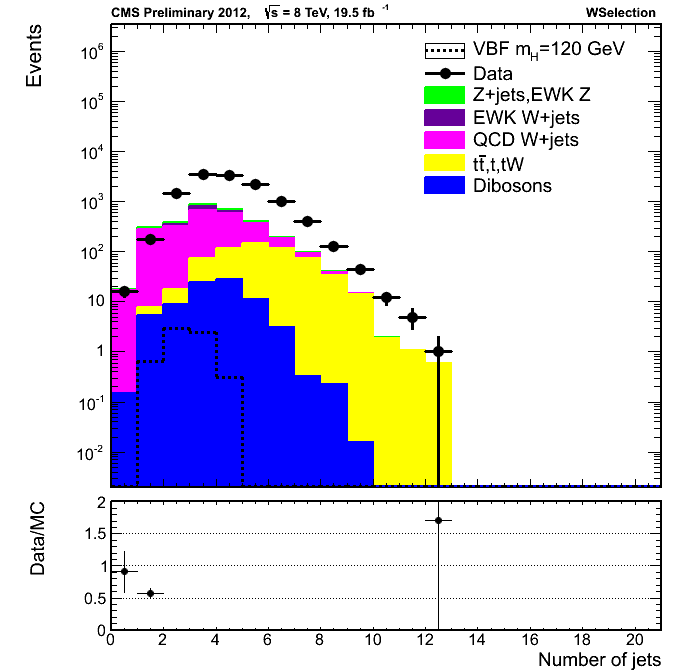 CMS Preliminary 2012, √s = 8 TeV, 19.5 fb⁻¹ WSelection
Events
VBF m_H=120 GeV
Data
Z+jets,EWK Z
EWK W+jets
QCD W+jets
tt̄,t,tW
Dibosons
10⁶
10⁵
10⁴
10³
10²
10
1
10⁻¹
10⁻²
Data/MC
2
1.5
1
0.5
0
0 2 4 6 8 10 12 14 16 18 20
Number of jets